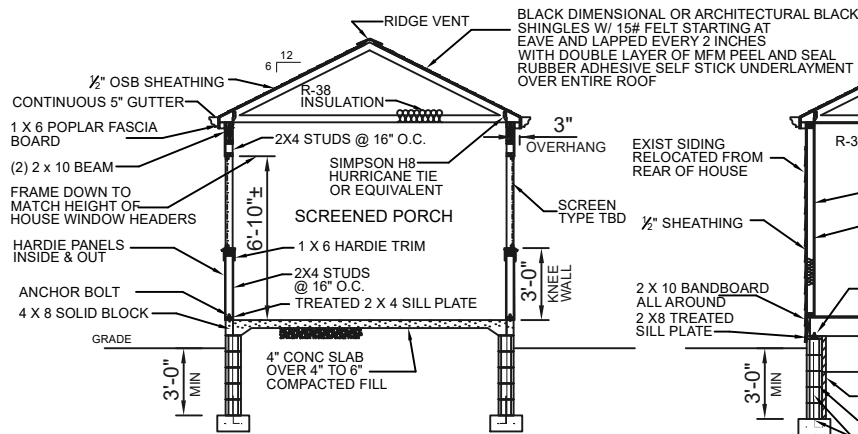 RIDGE VENT
BLACK DIMENSIONAL OR ARCHITECTURAL BLACK
SHINGLES W/ 15# FELT STARTING AT
EAVE AND LAPPED EVERY 2 INCHES
WITH DOUBLE LAYER OF MFM PEEL AND SEAL
RUBBER ADHESIVE SELF STICK UNDERLAYMENT
OVER ENTIRE ROOF
12
6
½" OSB SHEATHING
CONTINUOUS 5" GUTTER
1 X 6 POPLAR FASCIA
BOARD
(2) 2 x 10 BEAM
FRAME DOWN TO
MATCH HEIGHT OF
HOUSE WINDOW HEADERS
HARDIE PANELS
INSIDE & OUT
ANCHOR BOLT
4 X 8 SOLID BLOCK
GRADE
R-38
INSULATION
2X4 STUDS @ 16" O.C.
SIMPSON H8
HURRICANE TIE
OR EQUIVALENT
3"
OVERHANG
6'-10"±
SCREENED PORCH
SCREEN
TYPE TBD
1 X 6 HARDIE TRIM
2X4 STUDS
@ 16" O.C.
TREATED 2 X 4 SILL PLATE
3'-0"
KNEE
WALL
4" CONC SLAB
OVER 4" TO 6"
COMPACTED FILL
3'-0"
MIN
EXIST SIDING
RELOCATED FROM
REAR OF HOUSE
R-3
½" SHEATHING
2 X 10 BANDBOARD
ALL AROUND
2 X8 TREATED
SILL PLATE
3'-0"
MIN